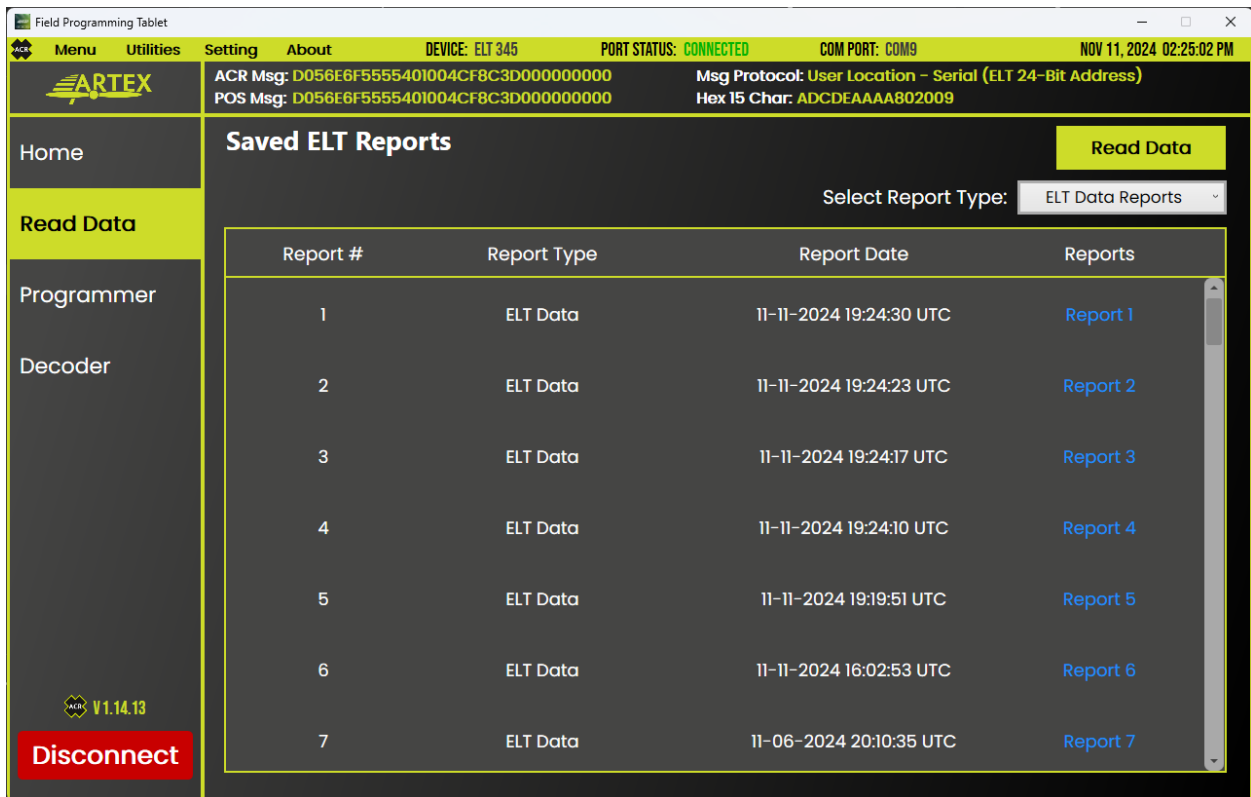 Field Programming Tablet
ACR Menu Utilities Setting About DEVICE: ELT 345 PORT STATUS: CONNECTED COM PORT: COM9 NOV 11, 2024 02:25:02 PM
ARTEX
ACR Msg: D056E6F5555401004CF8C3D000000000 Msg Protocol: User Location - Serial (ELT 24-Bit Address)
POS Msg: D056E6F5555401004CF8C3D000000000 Hex 15 Char: ADCDEAAAA802009
Home
Read Data
Programmer
Decoder
ACR V 1.14.13
Disconnect
Saved ELT Reports Read Data
Select Report Type: ELT Data Reports
Report # Report Type Report Date Reports
1 ELT Data 11-11-2024 19:24:30 UTC Report 1
2 ELT Data 11-11-2024 19:24:23 UTC Report 2
3 ELT Data 11-11-2024 19:24:17 UTC Report 3
4 ELT Data 11-11-2024 19:24:10 UTC Report 4
5 ELT Data 11-11-2024 19:19:51 UTC Report 5
6 ELT Data 11-11-2024 16:02:53 UTC Report 6
7 ELT Data 11-06-2024 20:10:35 UTC Report 7